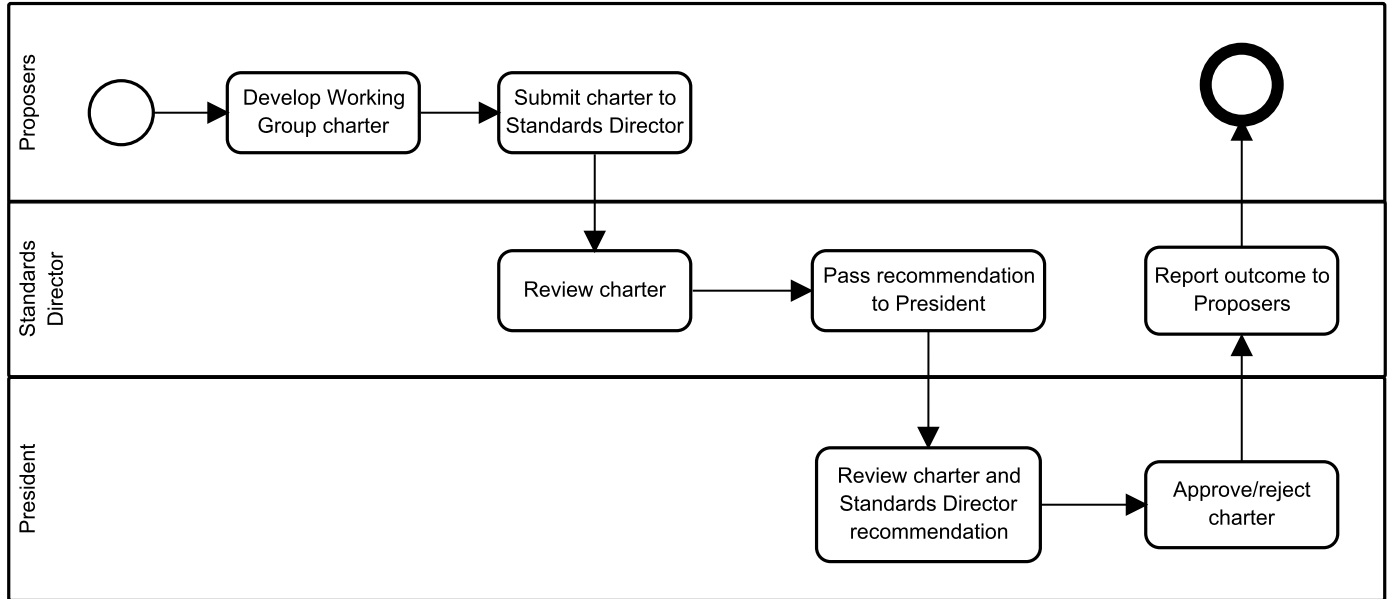 Proposers
Develop Working
Group charter
Submit charter to
Standards Director
Standards
Director
Review charter
Pass recommendation
to President
Report outcome to
Proposers
President
Review charter and
Standards Director
recommendation
Approve/reject
charter